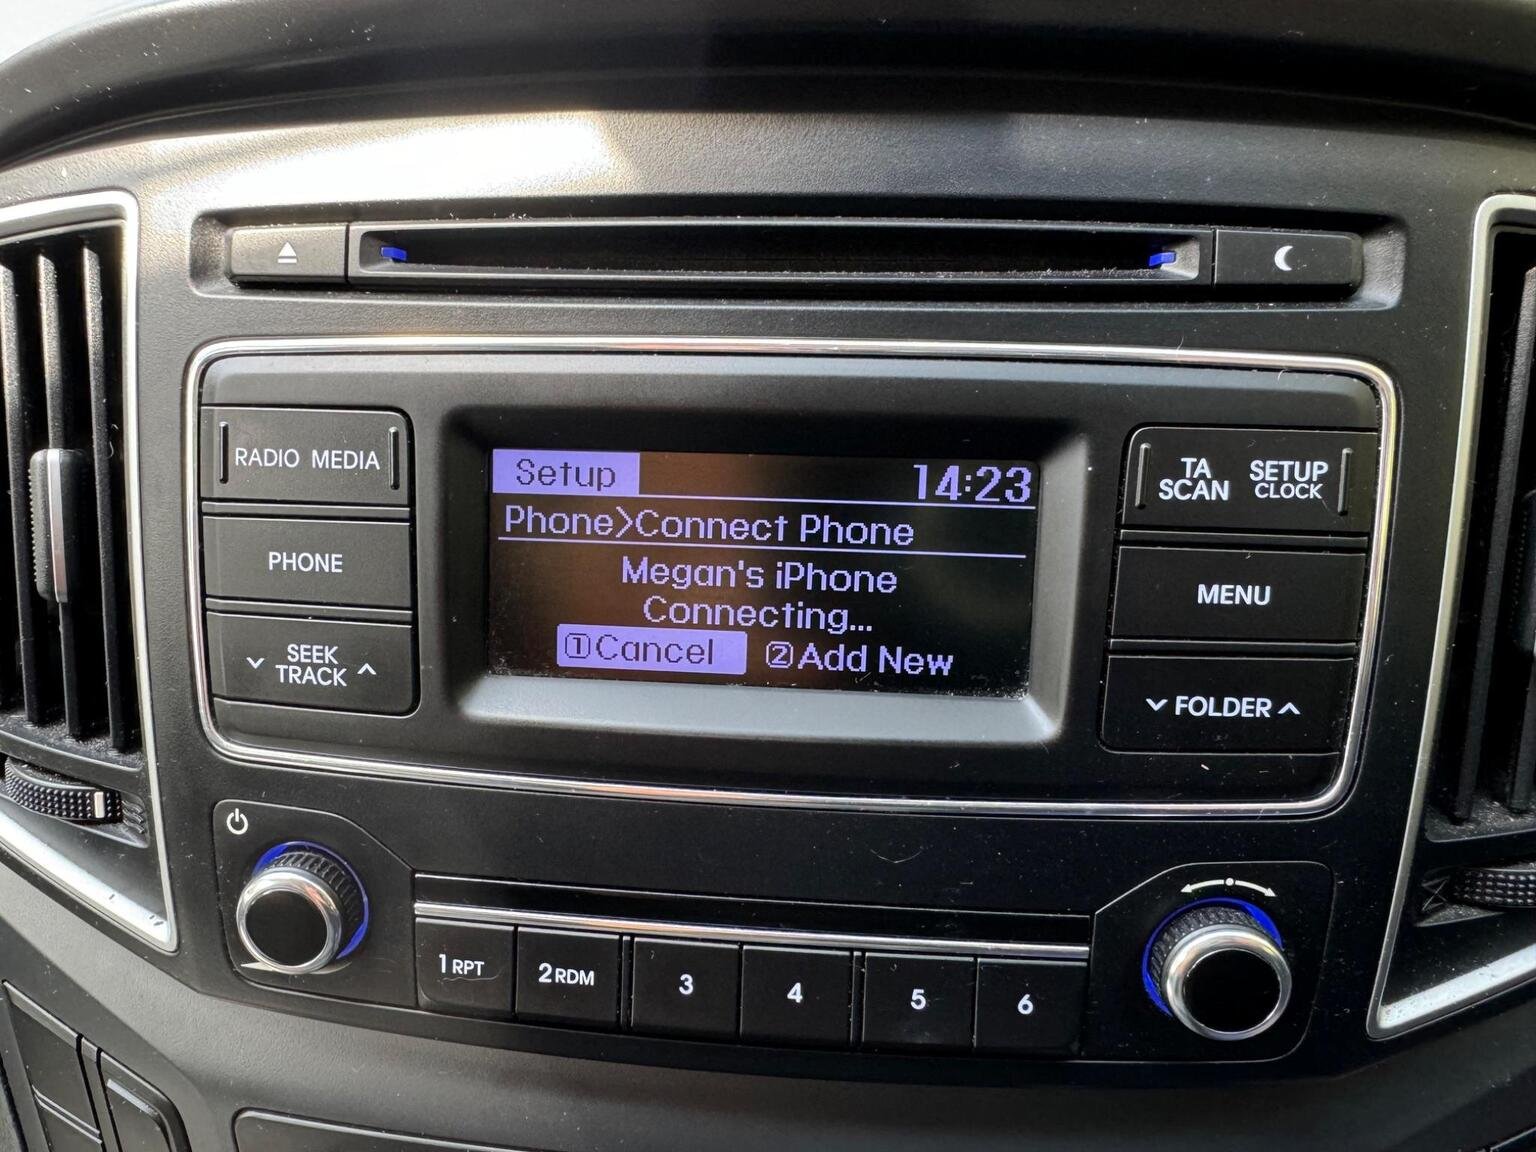 RADIO MEDIA
PHONE
SEEK
TRACK
Setup 14:23
Phone>Connect Phone
Megan's iPhone
Connecting...
①Cancel ②Add New
TA
SCAN
SETUP
CLOCK
MENU
FOLDER
1 RPT
2 RDM
3
4
5
6